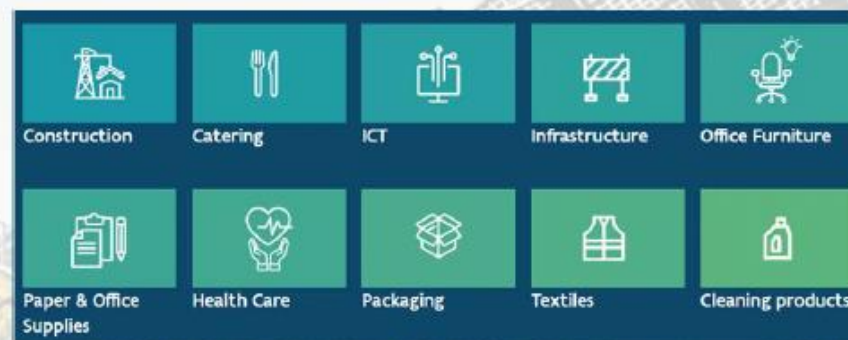 Construction
Catering
ICT
Infrastructure
Office Furniture
Paper & Office
Supplies
Health Care
Packaging
Textiles
Cleaning products